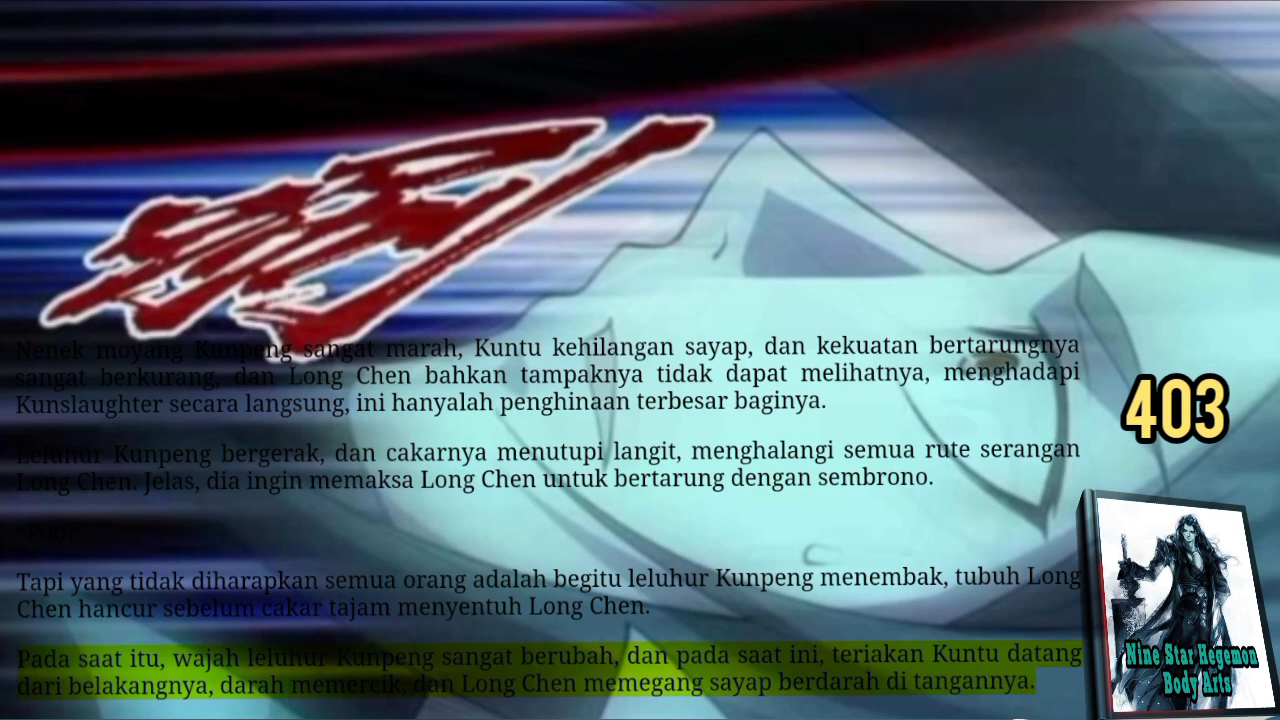 Nenek moyang Kunpeng sangat marah, Kuntu kehilangan sayap, dan kekuatan bertarungnya
sangat berkurang, dan Long Chen bahkan tampaknya tidak dapat melihatnya, menghadapi
Kunslaughter secara langsung, ini hanyalah penghinaan terbesar baginya.
Leluhur Kunpeng bergerak, dan cakarnya menutupi langit, menghalangi semua rute serangan
Long Chen. Jelas, dia ingin memaksa Long Chen untuk bertarung dengan sembrono.
Tapi yang tidak diharapkan semua orang adalah begitu leluhur Kunpeng menembak, tubuh Long
Chen hancur sebelum cakar tajam menyentuh Long Chen.
Pada saat itu, wajah leluhur Kunpeng sangat berubah, dan pada saat ini, teriakan Kuntu datang
dari belakangnya, darah memercik, dan Long Chen memegang sayap berdarah di tangannya.
403
Nine Star Hegemon
Body Arts